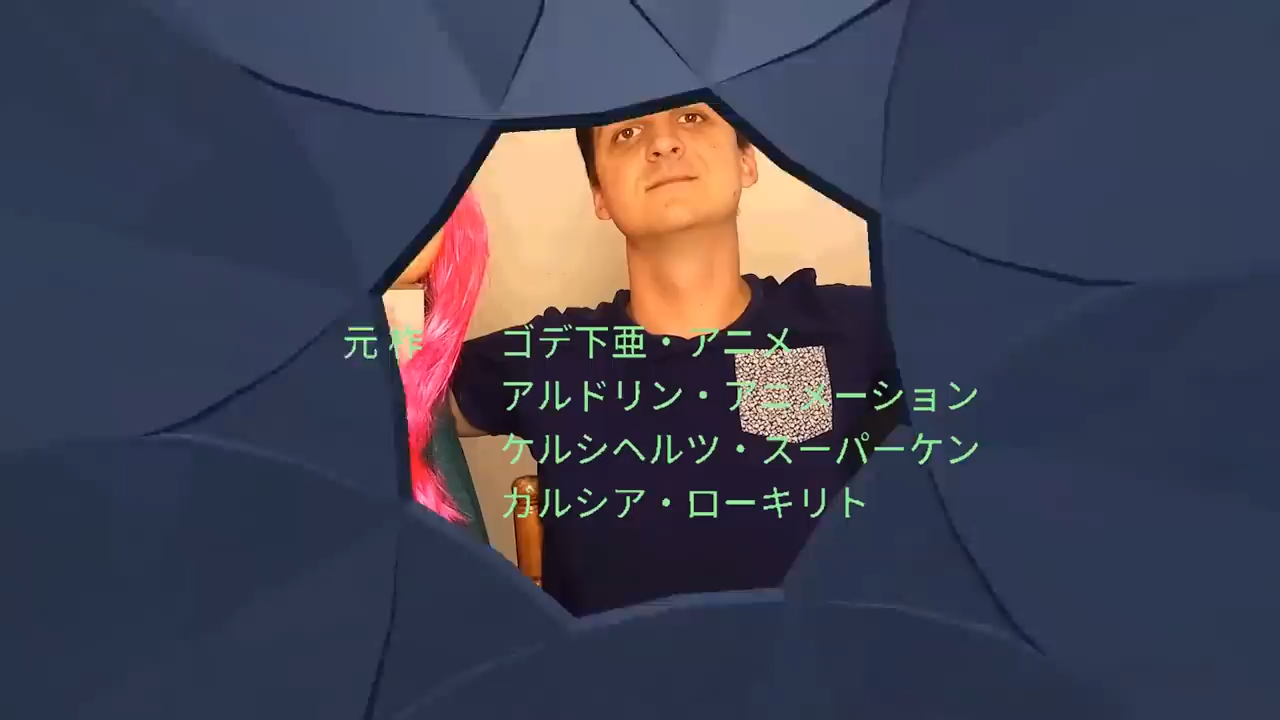 元作 ゴデ下亜・アニメ
アルドリン・アニメーション
ケルシヘルツ・スーパーケン
ガルシア・ローキリト